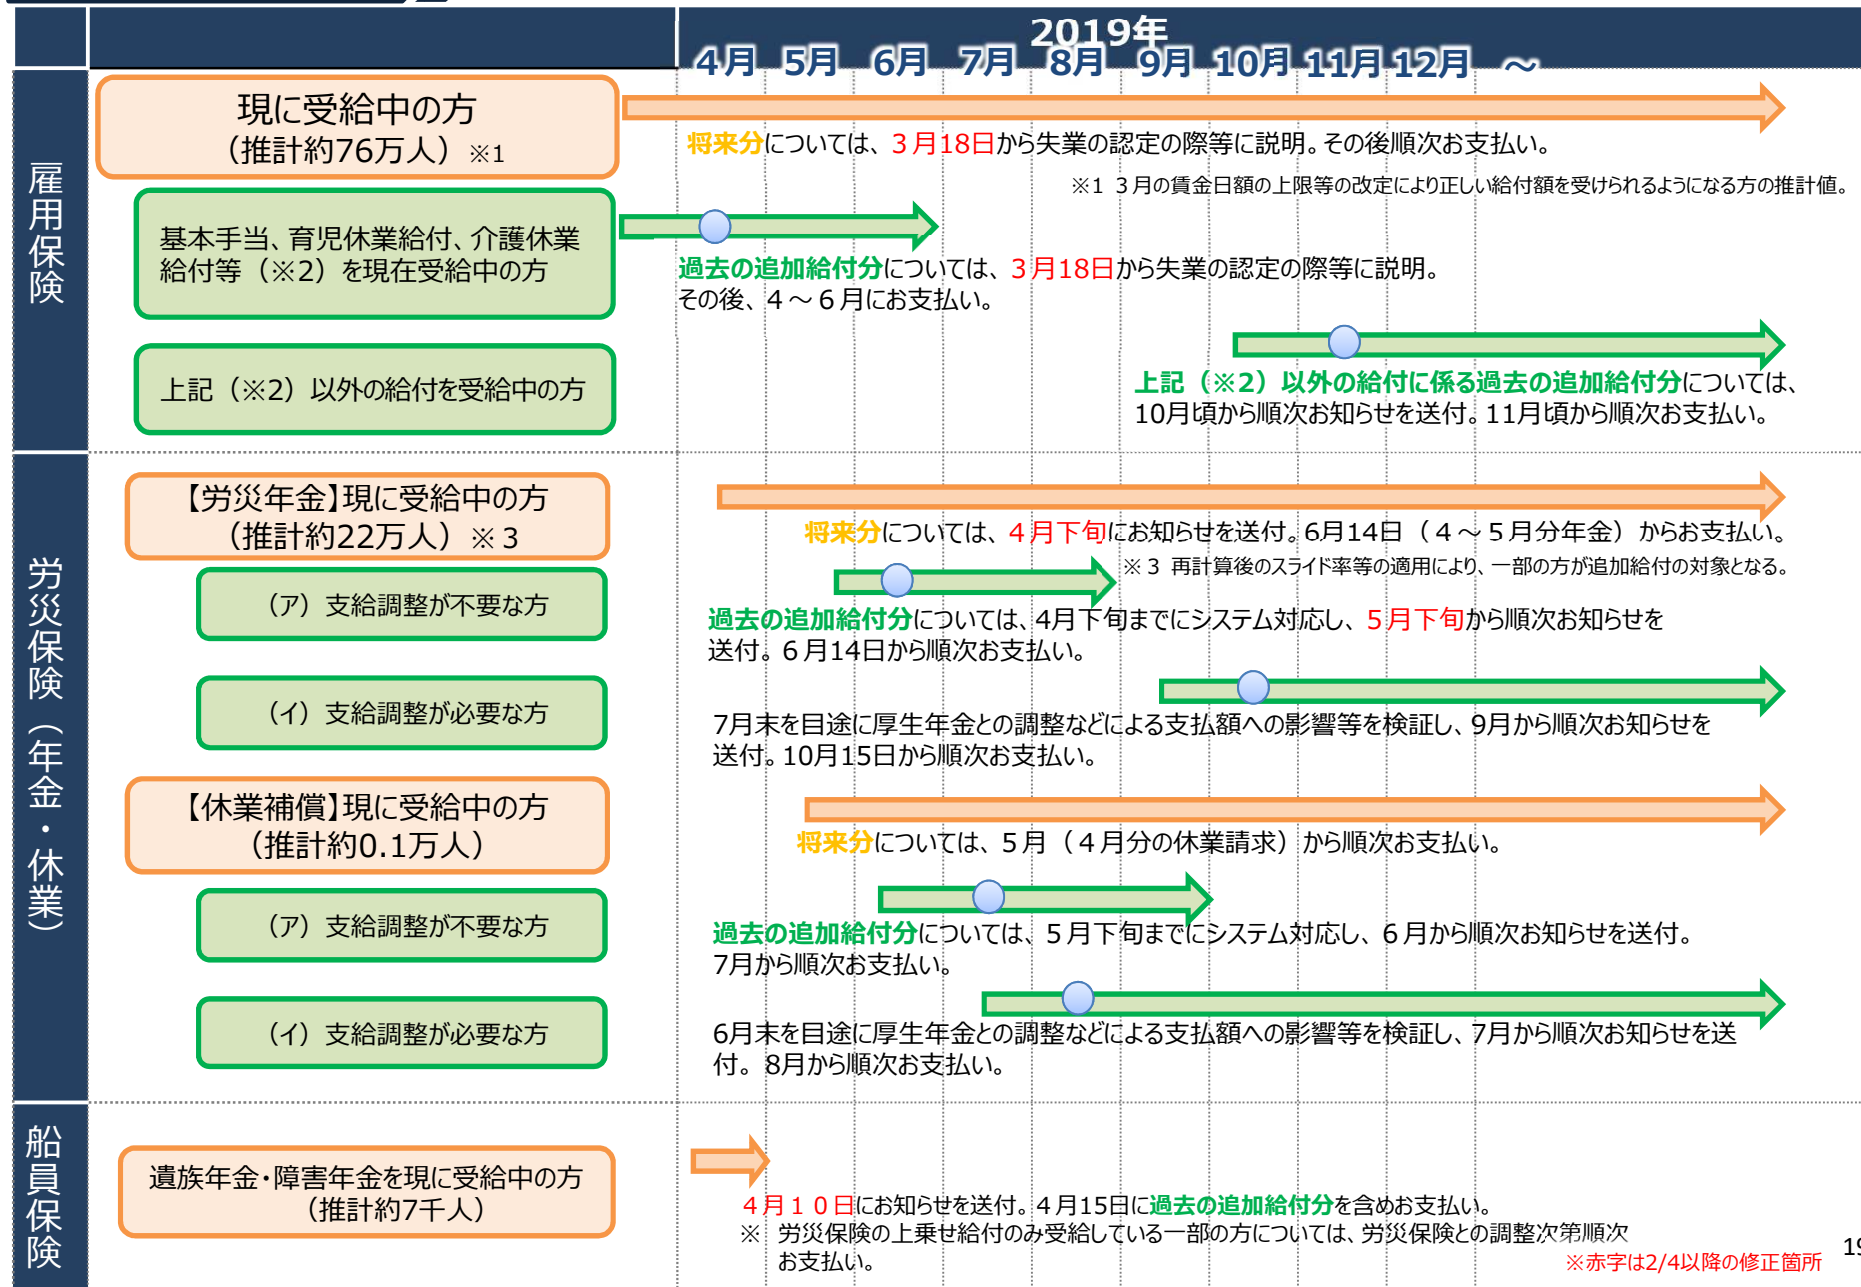 2019年
4月 5月 6月 7月 8月 9月 10月 11月 12月 ～
雇用保険
現に受給中の方
（推計約76万人）※1
将来分については、３月18日から失業の認定の際等に説明。その後順次お支払い。
※1 ３月の賃金日額の上限等の改定により正しい給付額を受けられるようになる方の推計値。
基本手当、育児休業給付、介護休業
給付等（※2）を現在受給中の方
過去の追加給付分については、３月18日から失業の認定の際等に説明。
その後、４～６月にお支払い。
上記（※2）以外の給付を受給中の方
上記（※2）以外の給付に係る過去の追加給付分については、
10月頃から順次お知らせを送付。11月頃から順次お支払い。
労災保険（年金・休業）
【労災年金】現に受給中の方
（推計約22万人）※３
将来分については、４月下旬にお知らせを送付。6月14日（４～５月分年金）からお支払い。
※３ 再計算後のスライド率等の適用により、一部の方が追加給付の対象となる。
（ア）支給調整が不要な方
過去の追加給付分については、4月下旬までにシステム対応し、５月下旬から順次お知らせを
送付。６月14日から順次お支払い。
（イ）支給調整が必要な方
7月末を目途に厚生年金との調整などによる支払額への影響等を検証し、9月から順次お知らせを
送付。10月15日から順次お支払い。
【休業補償】現に受給中の方
（推計約0.1万人）
将来分については、５月（４月分の休業請求）から順次お支払い。
（ア）支給調整が不要な方
過去の追加給付分については、５月下旬までにシステム対応し、６月から順次お知らせを送付。
7月から順次お支払い。
（イ）支給調整が必要な方
6月末を目途に厚生年金との調整などによる支払額への影響等を検証し、7月から順次お知らせを送
付。8月から順次お支払い。
船員保険
遺族年金・障害年金を現に受給中の方
（推計約7千人）
４月１０日にお知らせを送付。４月15日に過去の追加給付分を含めお支払い。
※ 労災保険の上乗せ給付のみ受給している一部の方については、労災保険との調整次第順次
お支払い。
※赤字は2/4以降の修正箇所
19